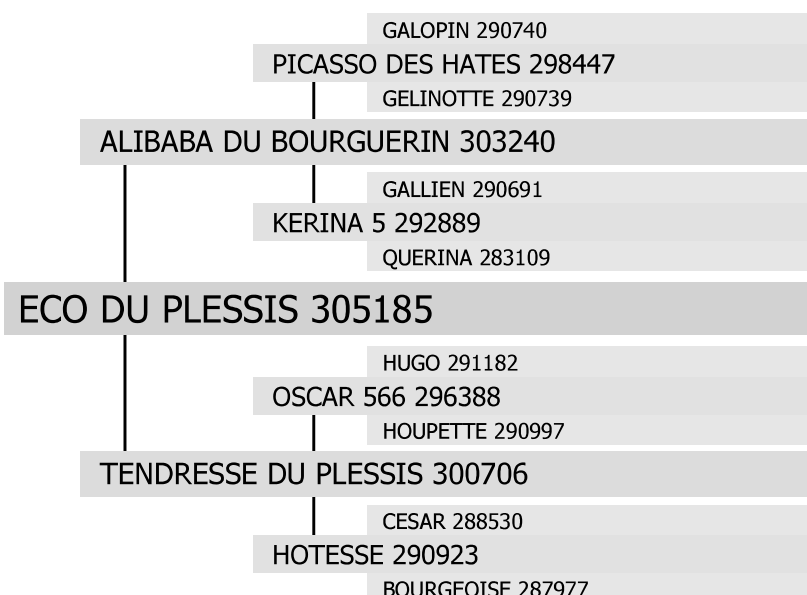 GALOPIN 290740
PICASSO DES HATES 298447
GELINOTTE 290739
ALIBABA DU BOURGUERIN 303240
GALLIEN 290691
KERINA 5 292889
QUERINA 283109
ECO DU PLESSIS 305185
HUGO 291182
OSCAR 566 296388
HOUPETTE 290997
TENDRESSE DU PLESSIS 300706
CESAR 288530
HOTESSE 290923
BOURGEOISE 287977